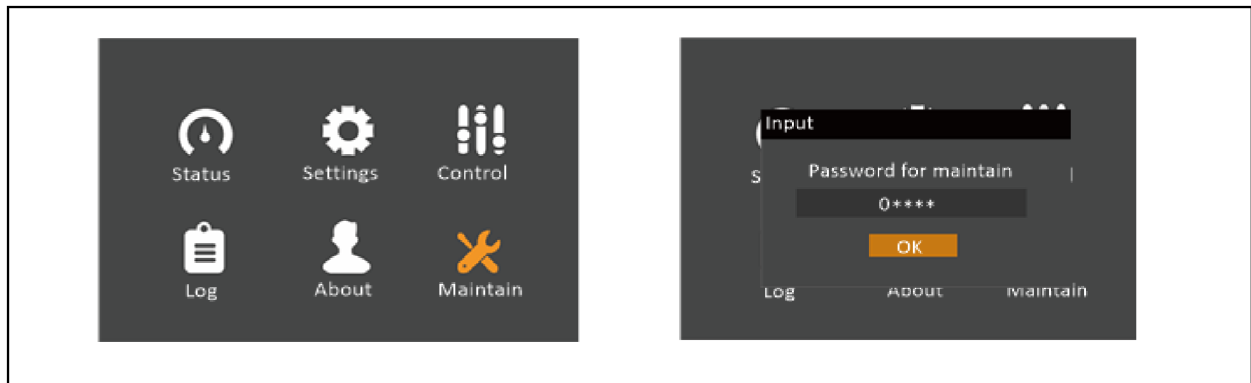 Status Settings Control
Log About Maintain
Input
S
Password for maintain
0****
OK
Log About Maintain